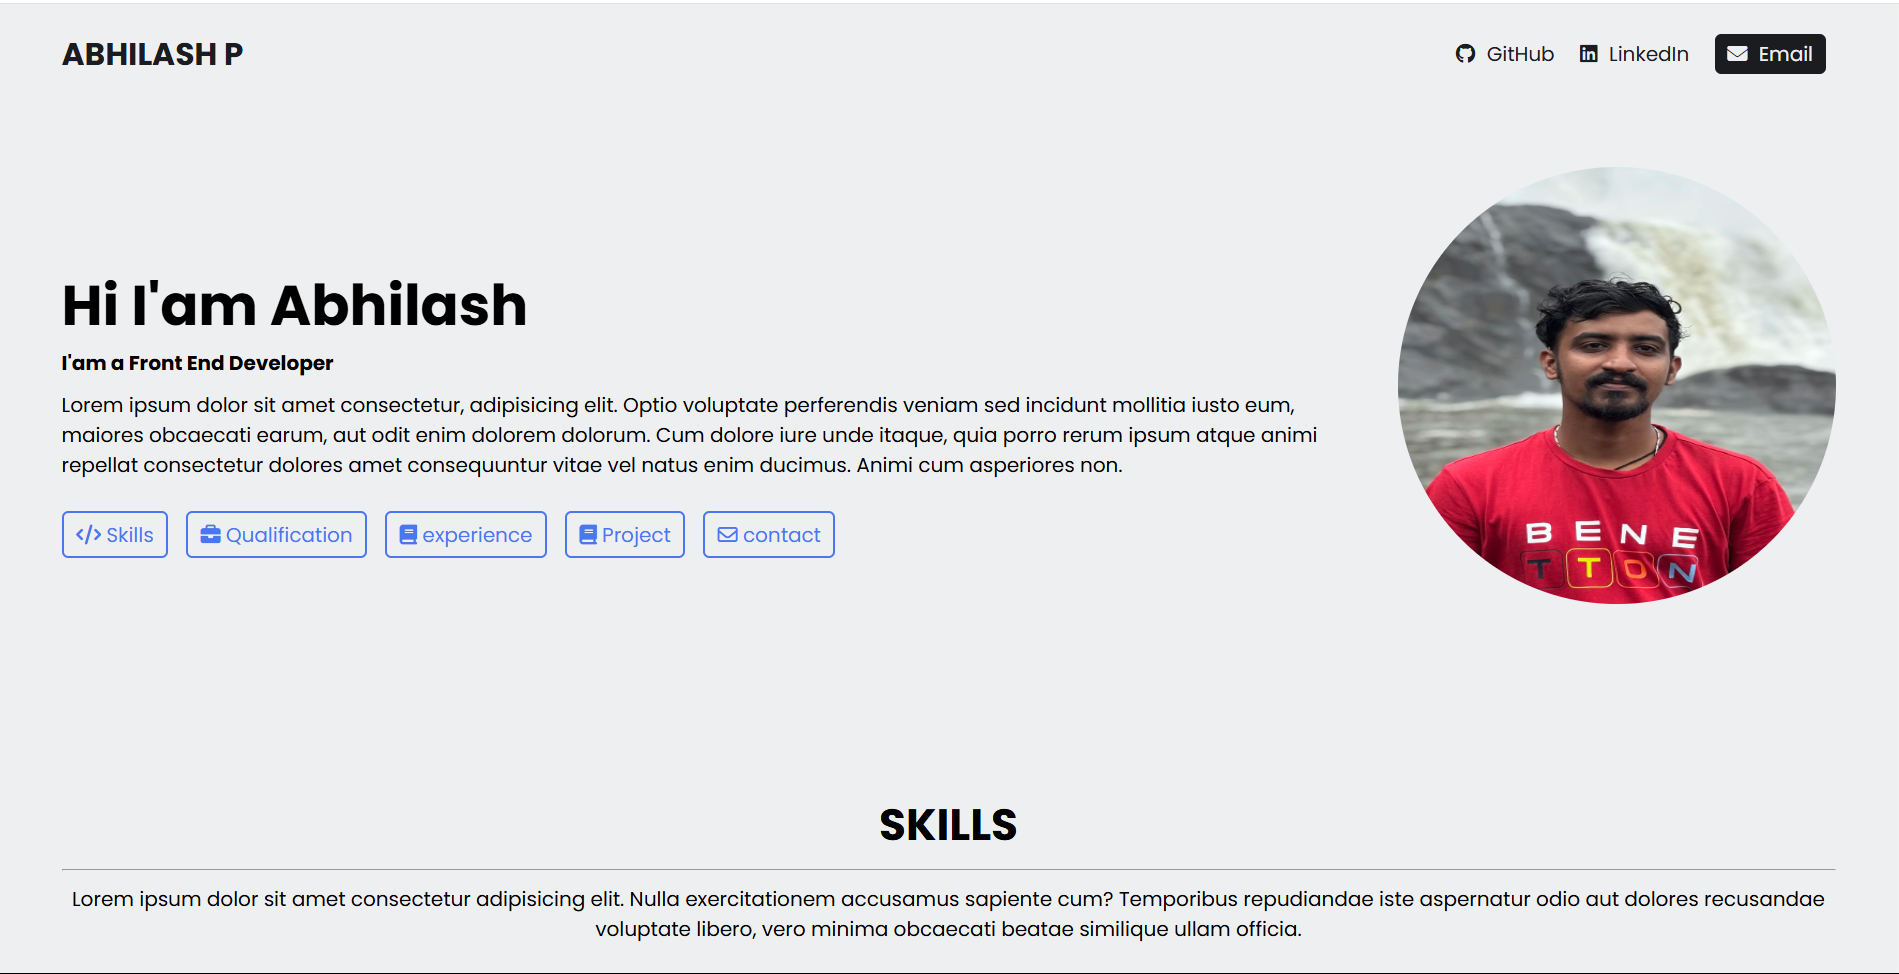 ABHILASH P
GitHub LinkedIn Email
Hi I'am Abhilash
I'am a Front End Developer
Lorem ipsum dolor sit amet consectetur, adipisicing elit. Optio voluptate perferendis veniam sed incidunt mollitia iusto eum,
maiores obcaecati earum, aut odit enim dolorem dolorum. Cum dolore iure unde itaque, quia porro rerum ipsum atque animi
repellat consectetur dolores amet consequuntur vitae vel natus enim ducimus. Animi cum asperiores non.
Skills Qualification experience Project contact
BENE
TTON
SKILLS
Lorem ipsum dolor sit amet consectetur adipisicing elit. Nulla exercitationem accusamus sapiente cum? Temporibus repudiandae iste aspernatur odio aut dolores recusandae
voluptate libero, vero minima obcaecati beatae similique ullam officia.